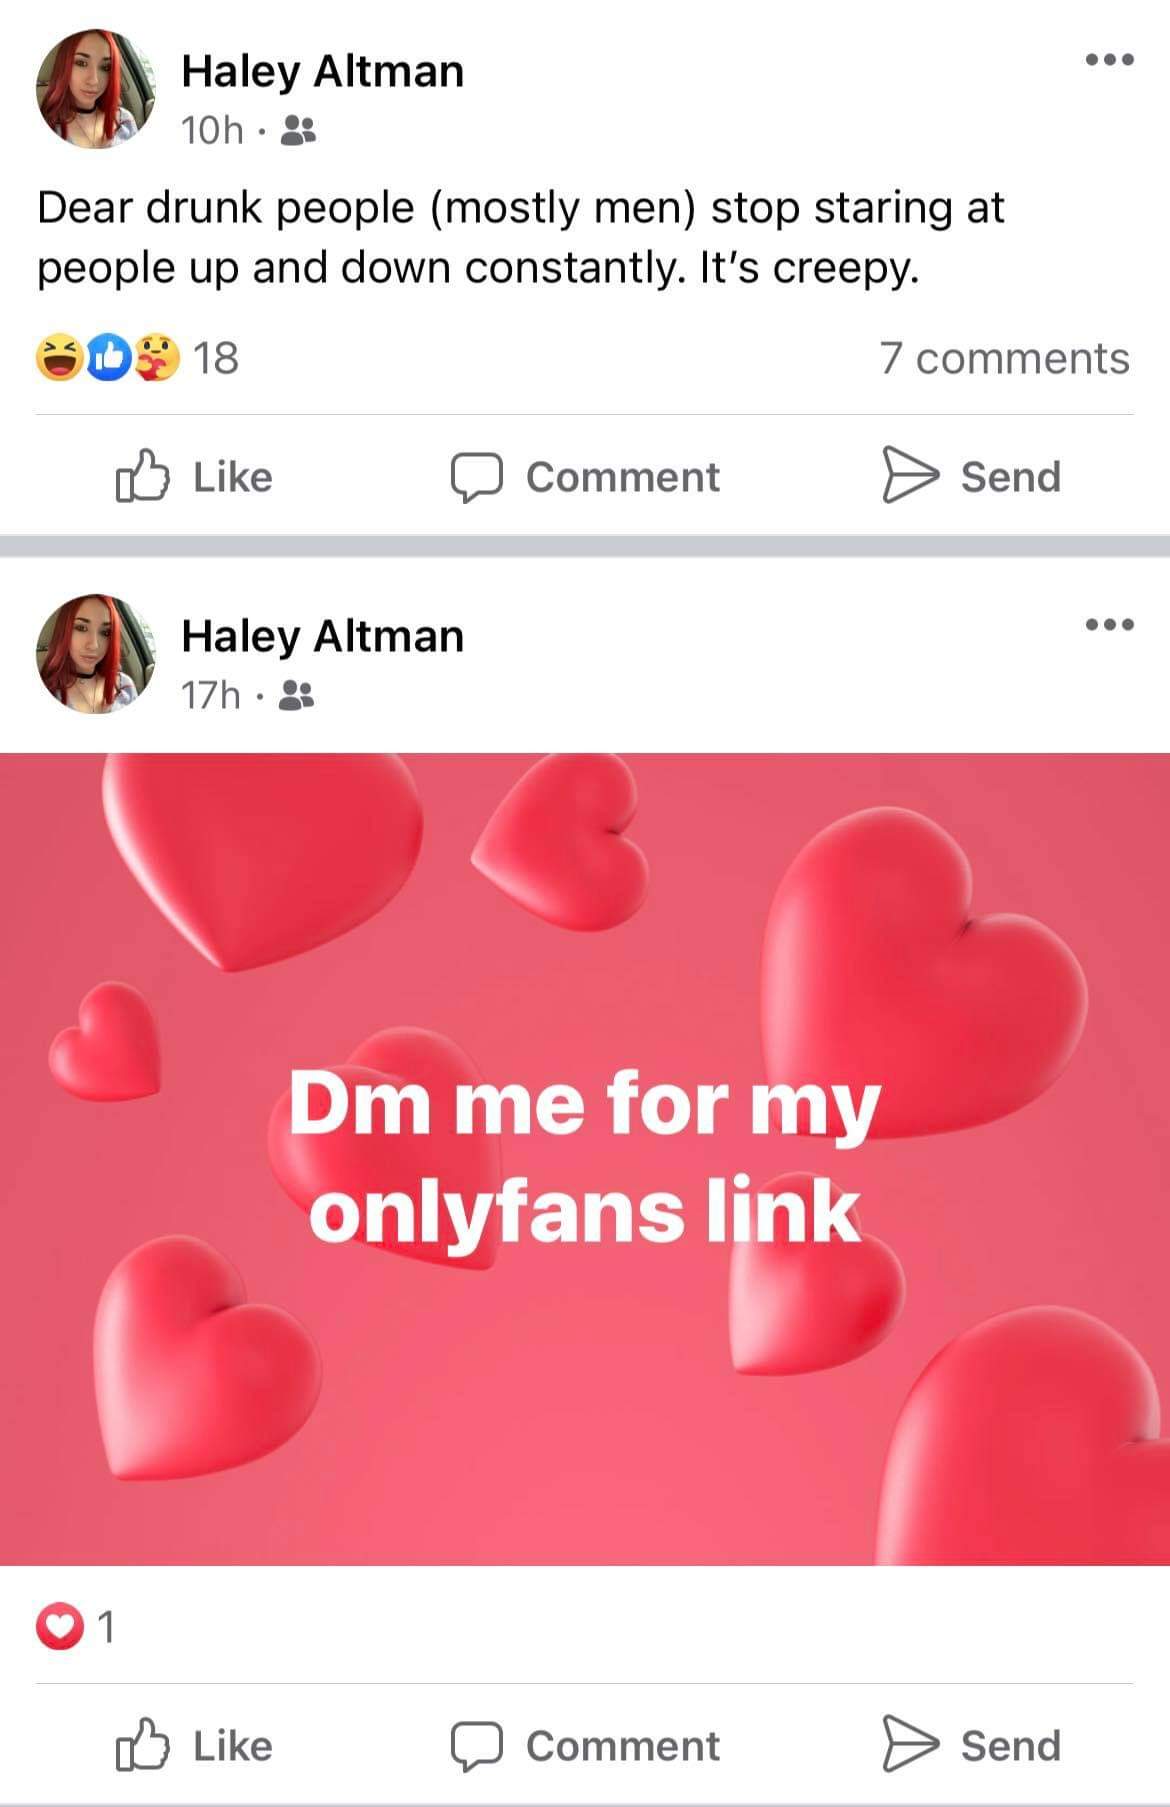 Haley Altman
10h ·
Dear drunk people (mostly men) stop staring at
people up and down constantly. It's creepy.
18 7 comments
Like Comment Send
Haley Altman
17h ·
Dm me for my
onlyfans link
1
Like Comment Send